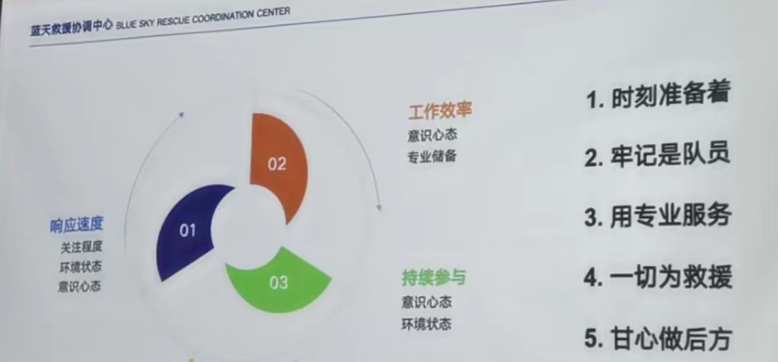 蓝天救援协调中心 BLUE SKY RESCUE COORDINATION CENTER
响应速度
关注程度
环境状态
意识心态
01
02
03
工作效率
意识心态
专业储备
持续参与
意识心态
环境状态
1. 时刻准备着
2. 牢记是队员
3. 用专业服务
4. 一切为救援
5. 甘心做后方